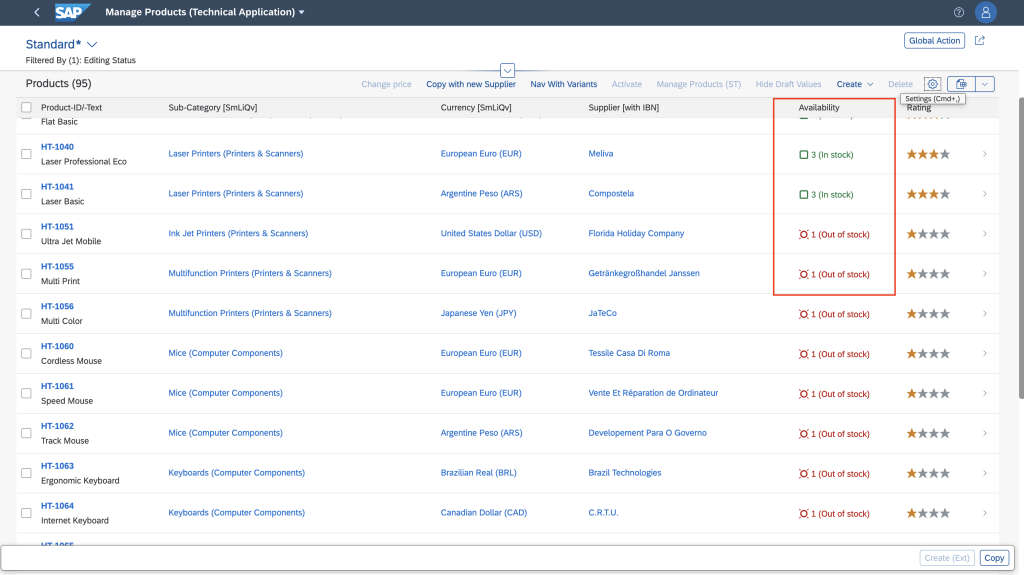 SAP Manage Products (Technical Application)
Standard*
Global Action
Filtered By (1): Editing Status
Products (95) Change price Copy with new Supplier Nav With Variants Activate Manage Products (ST) Hide Draft Values Create Delete
Settings (Cmd+,)
Product-ID/-Text Sub-Category [SmLiQv] Currency [SmLiQv] Supplier [with IBN] Availability Rating
Flat Basic
HT-1040
Laser Professional Eco Laser Printers (Printers & Scanners) European Euro (EUR) Meliva 3 (In stock)
HT-1041
Laser Basic Laser Printers (Printers & Scanners) Argentine Peso (ARS) Compostela 3 (In stock)
HT-1051
Ultra Jet Mobile Ink Jet Printers (Printers & Scanners) United States Dollar (USD) Florida Holiday Company 1 (Out of stock)
HT-1055
Multi Print Multifunction Printers (Printers & Scanners) European Euro (EUR) Getränkegroßhandel Janssen 1 (Out of stock)
HT-1056
Multi Color Multifunction Printers (Printers & Scanners) Japanese Yen (JPY) JaTeCo 1 (Out of stock)
HT-1060
Cordless Mouse Mice (Computer Components) European Euro (EUR) Tessile Casa Di Roma 1 (Out of stock)
HT-1061
Speed Mouse Mice (Computer Components) European Euro (EUR) Vente Et Réparation de Ordinateur 1 (Out of stock)
HT-1062
Track Mouse Mice (Computer Components) Argentine Peso (ARS) Developement Para O Governo 1 (Out of stock)
HT-1063
Ergonomic Keyboard Keyboards (Computer Components) Brazilian Real (BRL) Brazil Technologies 1 (Out of stock)
HT-1064
Internet Keyboard Keyboards (Computer Components) Canadian Dollar (CAD) C.R.T.U. 1 (Out of stock)
Create (Ext) Copy